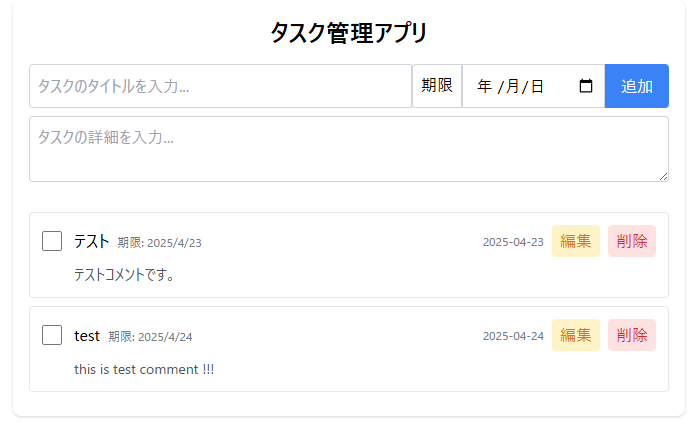 タスク管理アプリ
タスクのタイトルを入力... 期限 年 /月/日 追加
タスクの詳細を入力...
テスト 期限: 2025/4/23 2025-04-23 編集 削除
テストコメントです。
test 期限: 2025/4/24 2025-04-24 編集 削除
this is test comment !!!